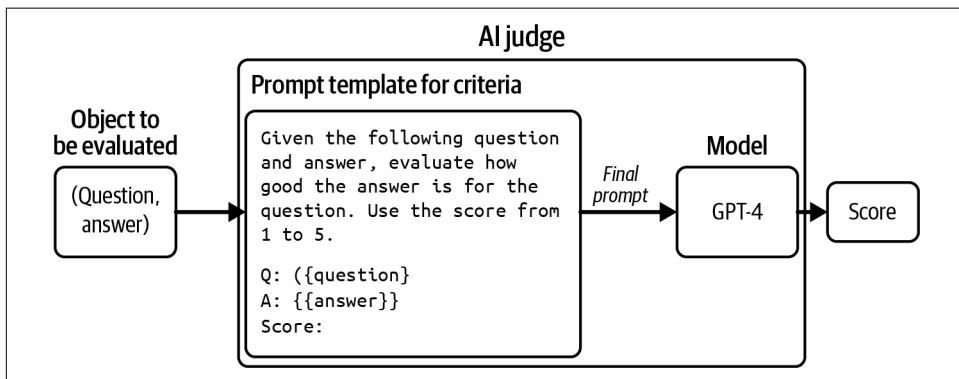 AI judge
Prompt template for criteria
Object to
be evaluated
(Question,
answer)
Given the following question
and answer, evaluate how
good the answer is for the
question. Use the score from
1 to 5.
Q: ({question}
A: {{answer}}
Score:
Final
prompt
Model
GPT-4
Score